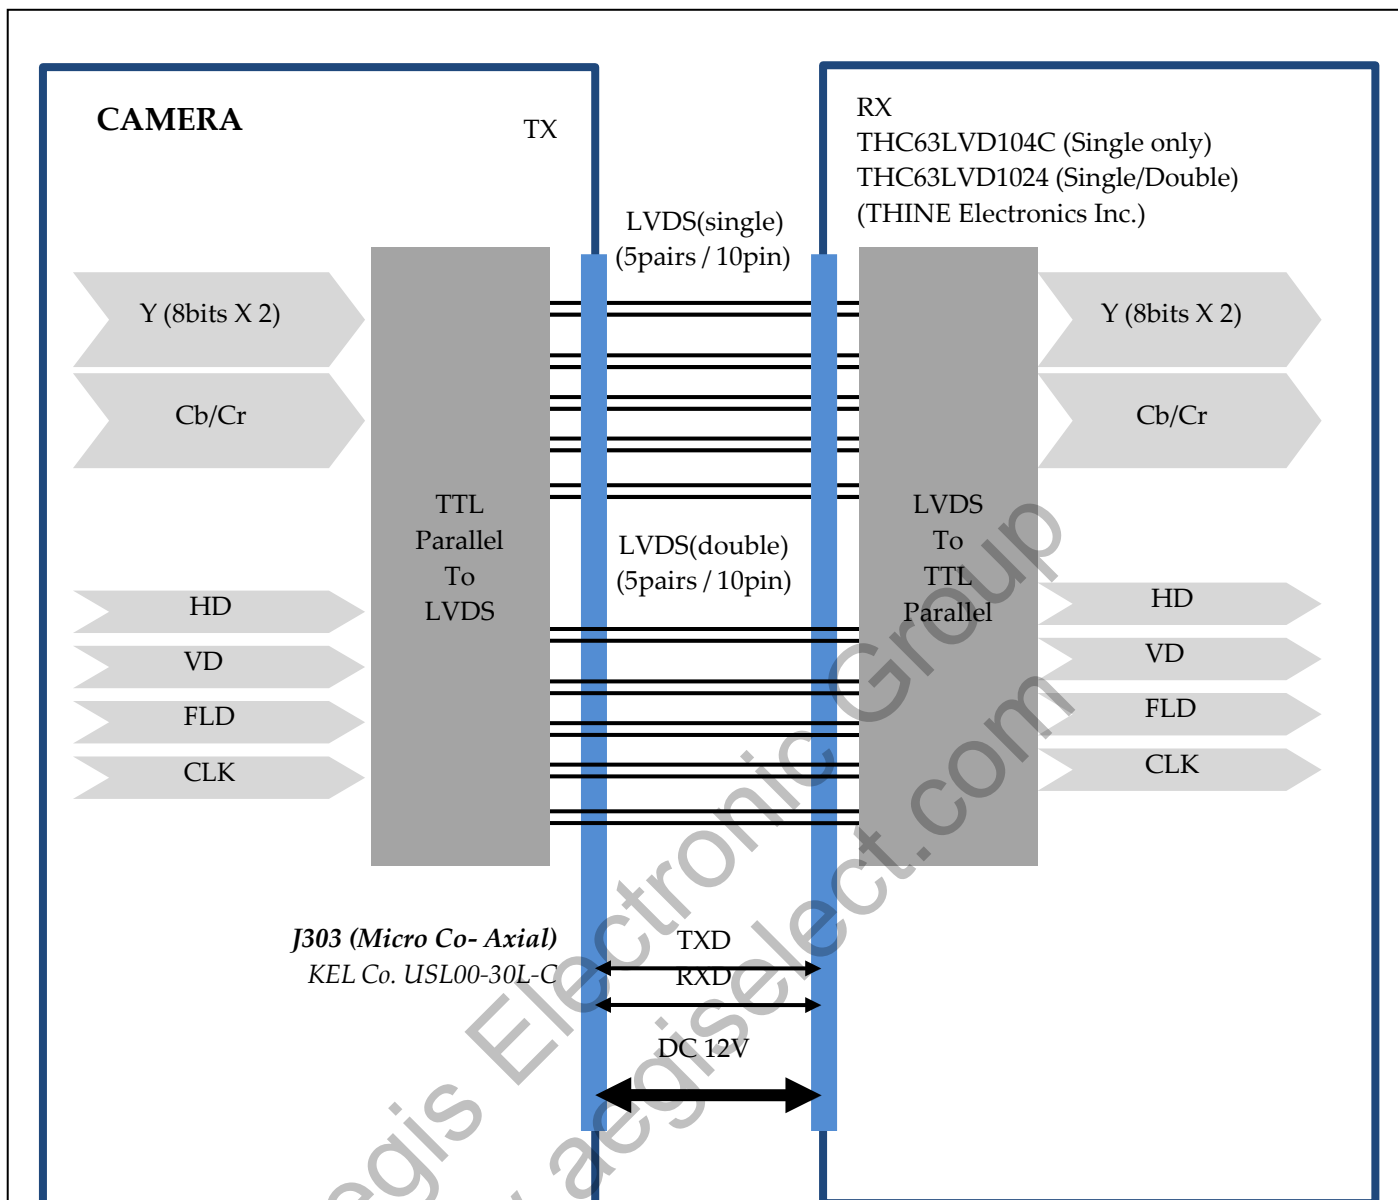 CAMERA
TX
RX
THC63LVD104C (Single only)
THC63LVD1024 (Single/Double)
(THINE Electronics Inc.)
LVDS(single)
(5pairs / 10pin)
Y (8bits X 2)
Y (8bits X 2)
Cb/Cr
Cb/Cr
TTL
Parallel
To
LVDS
LVDS
To
TTL
Parallel
LVDS(double)
(5pairs / 10pin)
HD
VD
FLD
CLK
HD
VD
FLD
CLK
J303 (Micro Co- Axial)
KEL Co. USL00-30L-C
TXD
RXD
DC 12V
egis Electronic Group
aegiselect.com